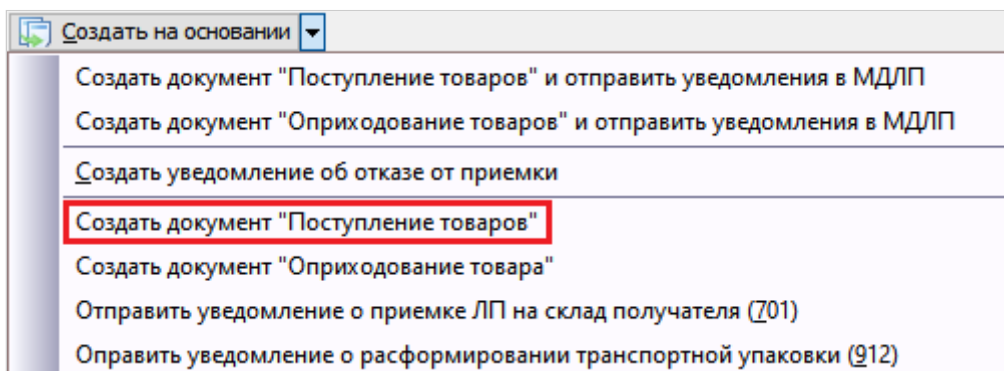 Создать на основании
Создать документ "Поступление товаров" и отправить уведомления в МДЛП
Создать документ "Оприходование товаров" и отправить уведомления в МДЛП
Создать уведомление об отказе от приемки
Создать документ "Поступление товаров"
Создать документ "Оприходование товара"
Отправить уведомление о приемке ЛП на склад получателя (701)
Оправить уведомление о расформировании транспортной упаковки (912)